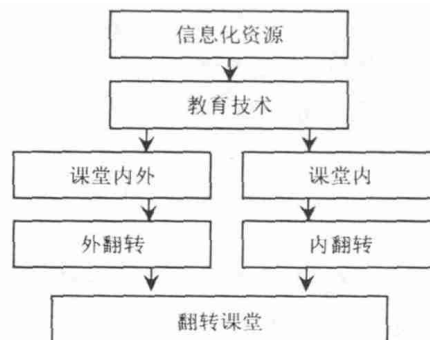 信息化资源
教育技术
课堂内外
课堂内
外翻转
内翻转
翻转课堂